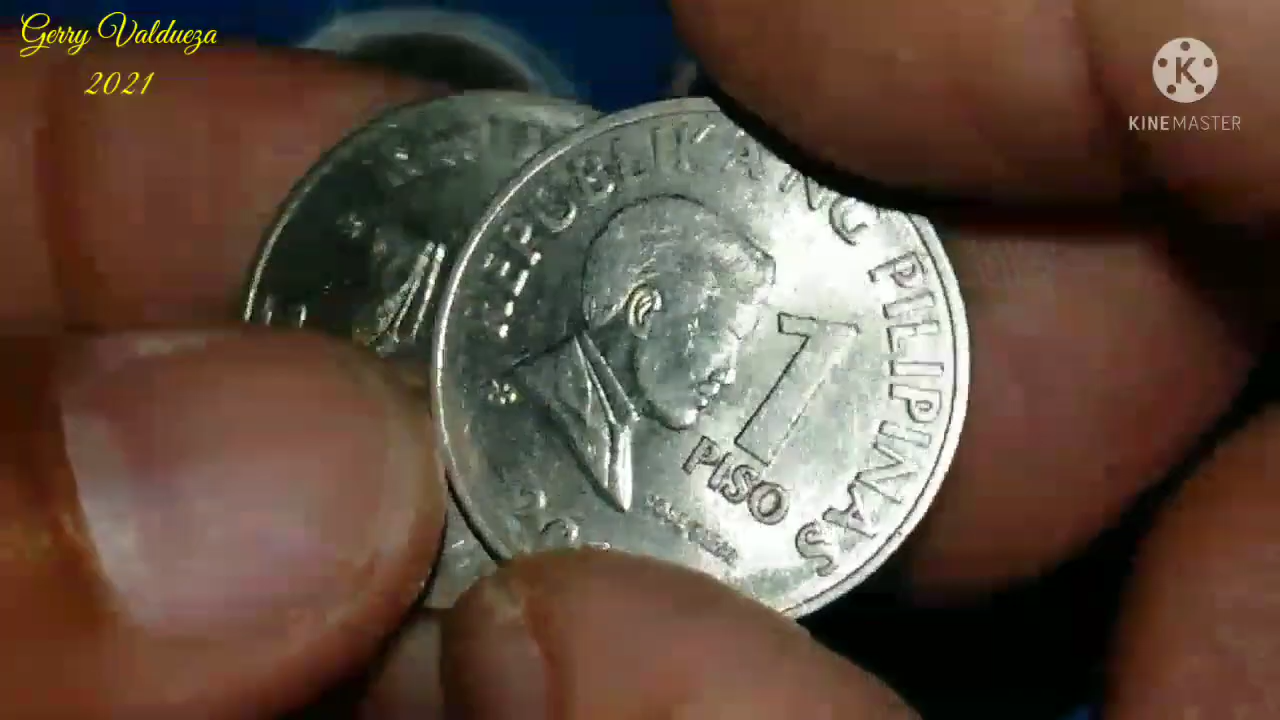 Gerry Valdueza
2021
K
KINEMASTER
REPUBLIKA NG PILIPINAS
1
PISO